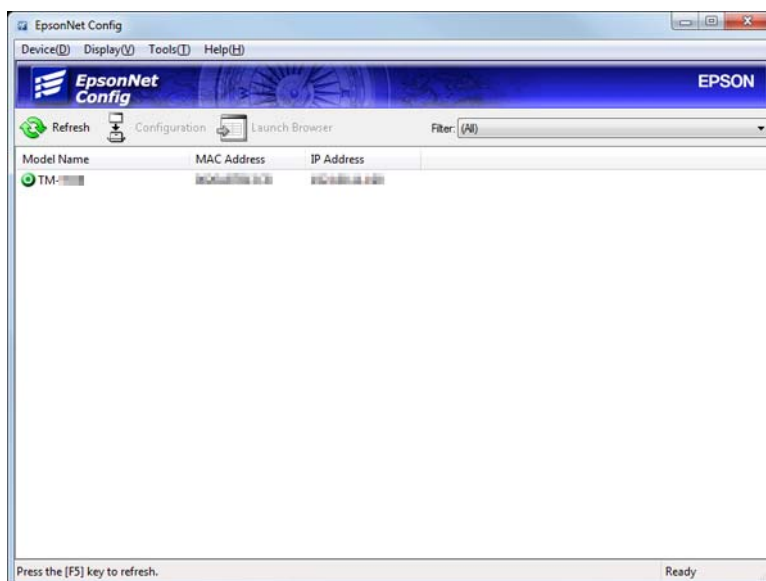 EpsonNet Config
Device(D) Display(V) Tools(T) Help(H)
EpsonNet
Config
EPSON
Refresh Configuration Launch Browser Filter: (All)
Model Name MAC Address IP Address
TM-
Press the [F5] key to refresh. Ready